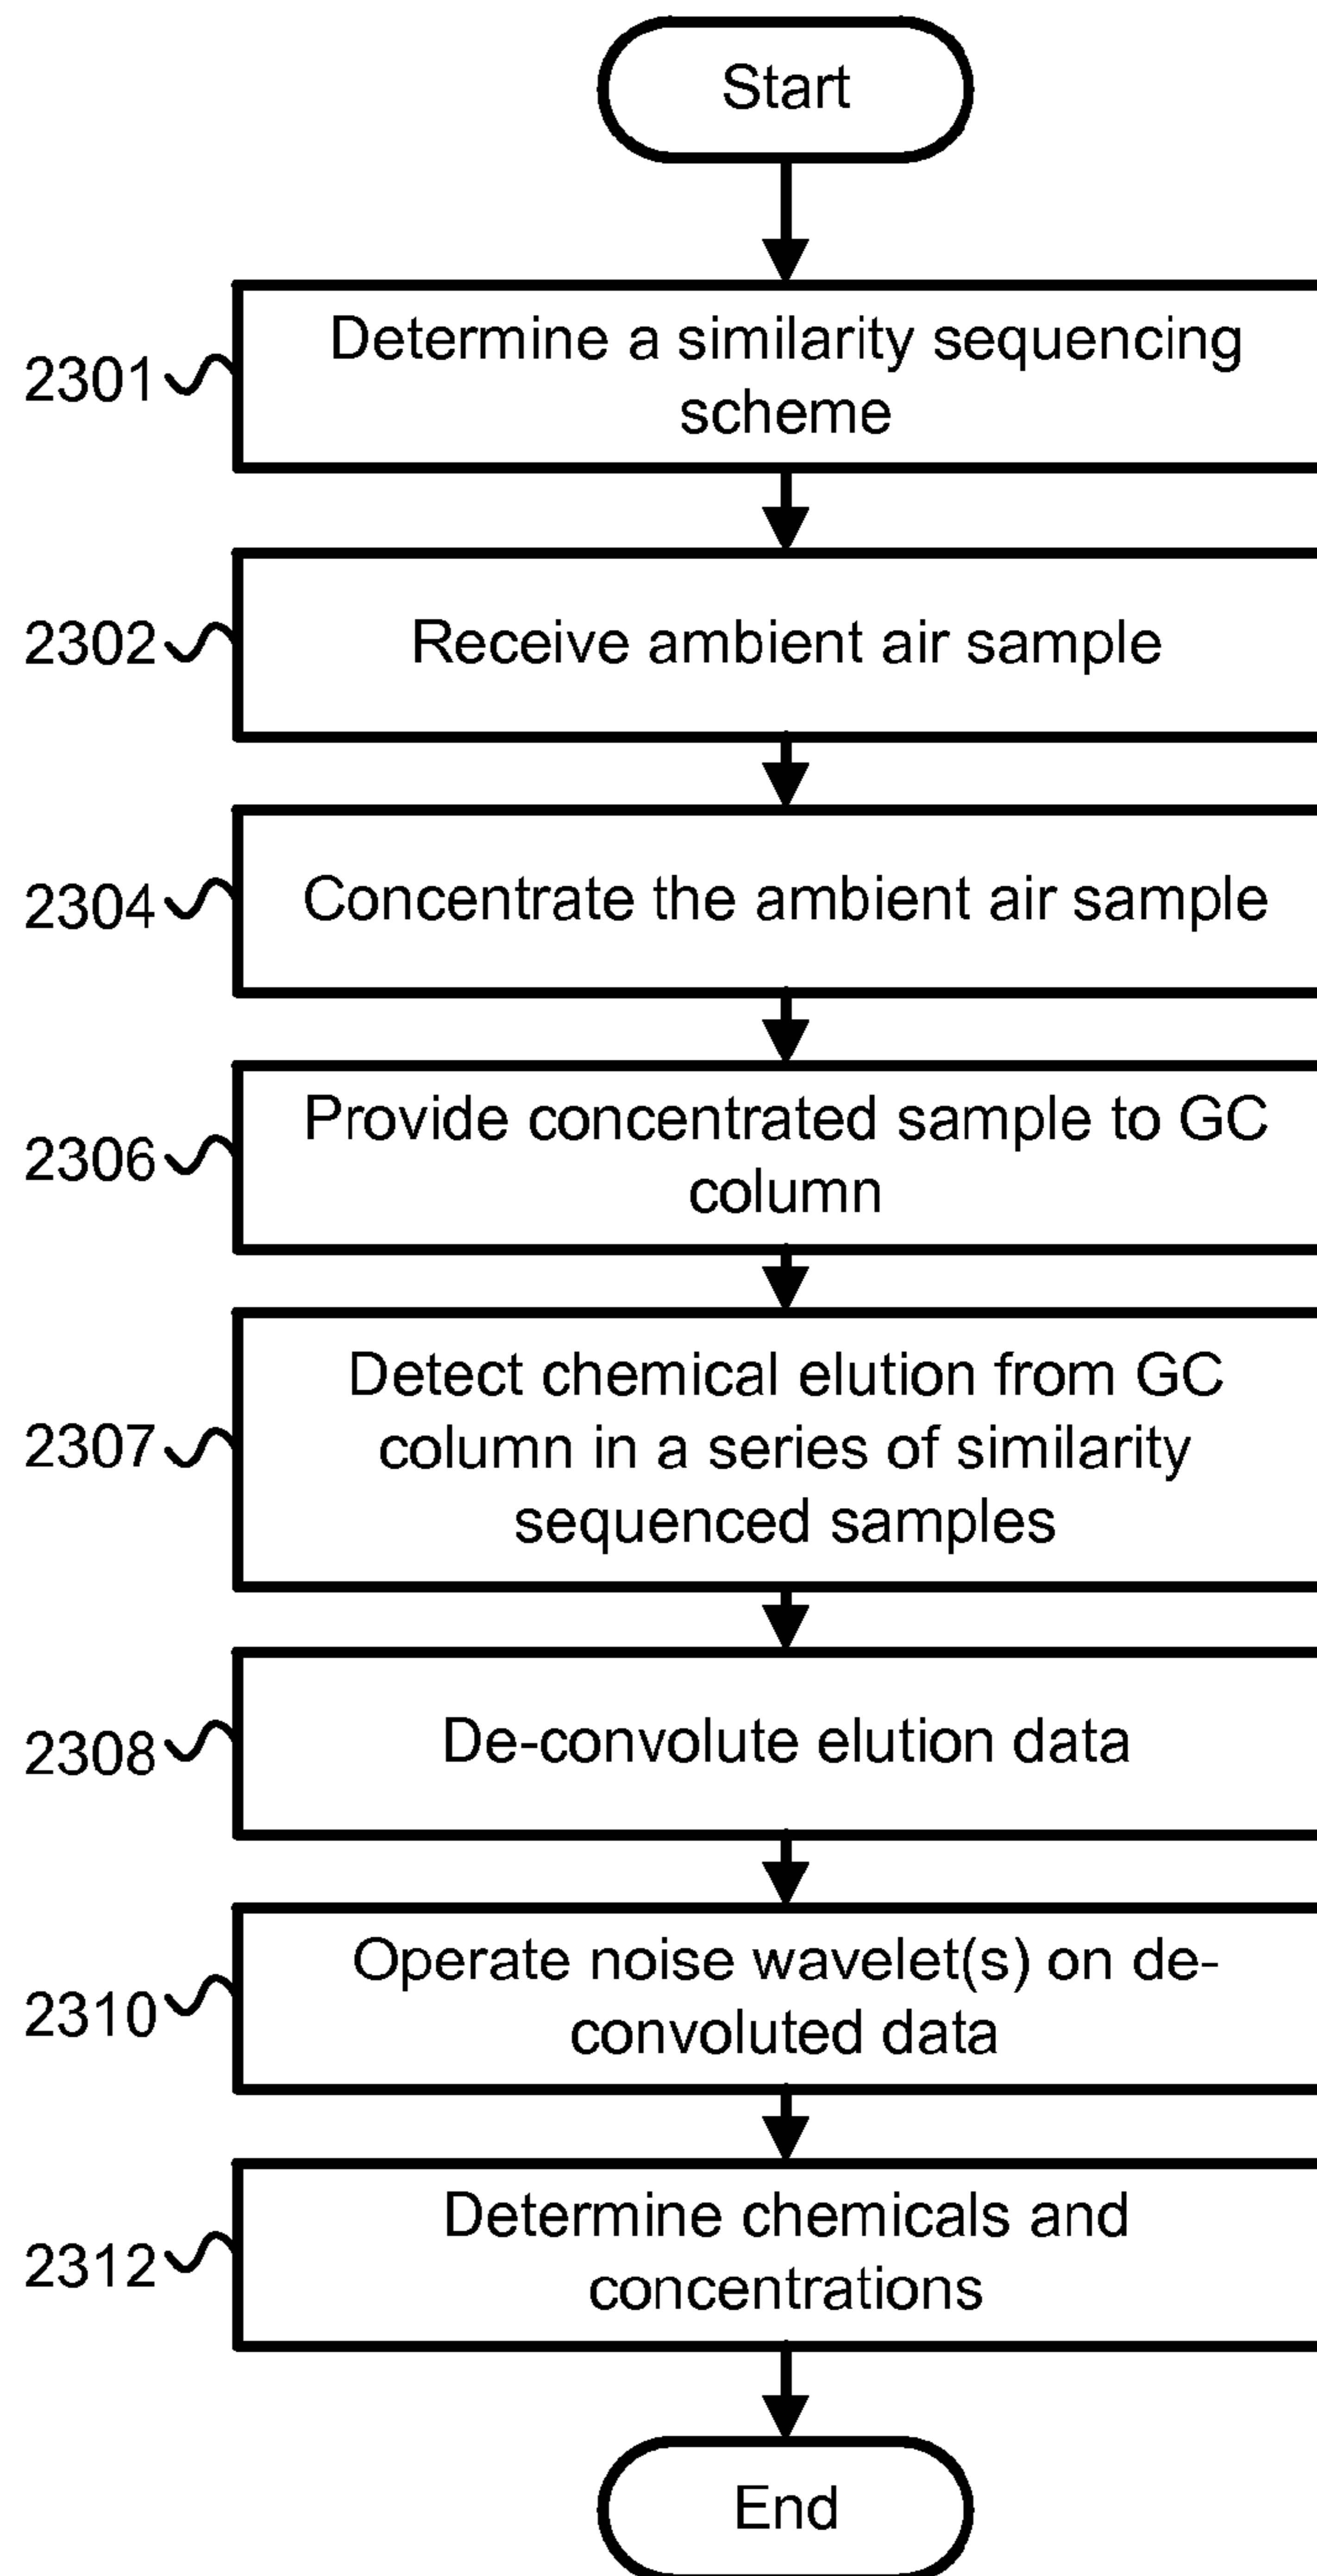 Start
2301
Determine a similarity sequencing
scheme
2302
Receive ambient air sample
2304
Concentrate the ambient air sample
2306
Provide concentrated sample to GC
column
2307
Detect chemical elution from GC
column in a series of similarity
sequenced samples
2308
De-convolute elution data
2310
Operate noise wavelet(s) on de-
convoluted data
2312
Determine chemicals and
concentrations
End